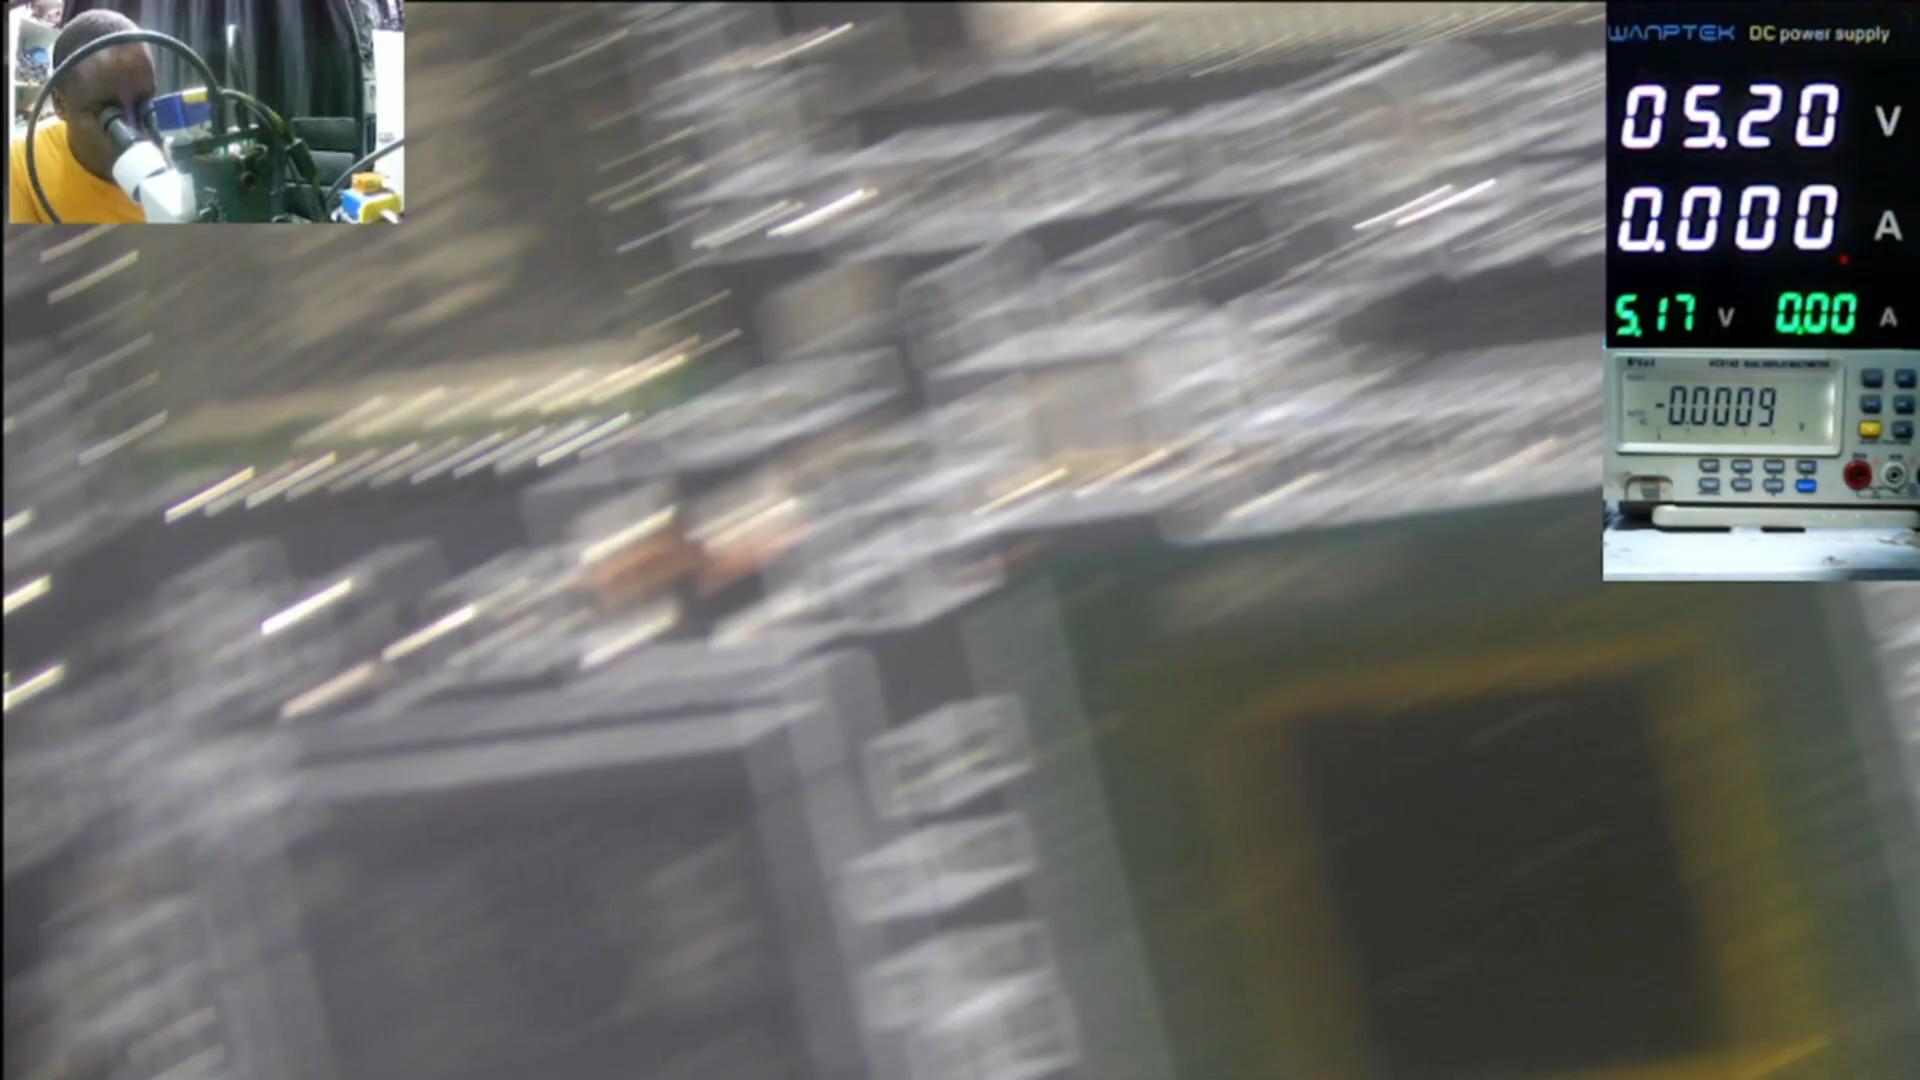 WANPTEK DC power supply
05.20 V
0.000 A
5.17 V 0.00 A
-0.0009